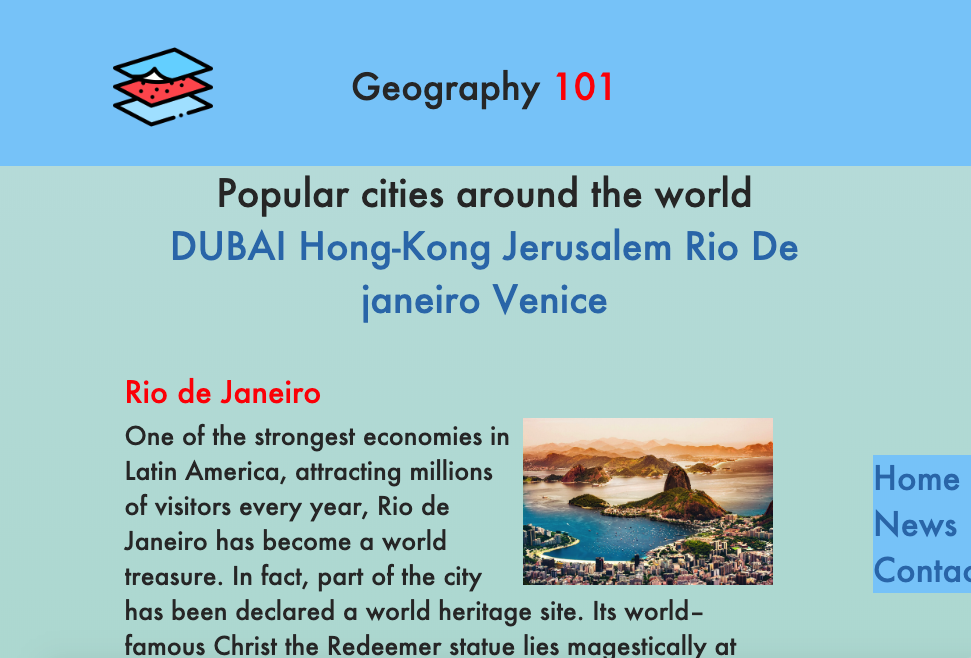 Geography 101
Popular cities around the world
DUBAI Hong-Kong Jerusalem Rio De
janeiro Venice
Rio de Janeiro
One of the strongest economies in
Latin America, attracting millions
of visitors every year, Rio de
Janeiro has become a world
treasure. In fact, part of the city
has been declared a world heritage site. Its world–
famous Christ the Redeemer statue lies magestically at
Home
News
Contac